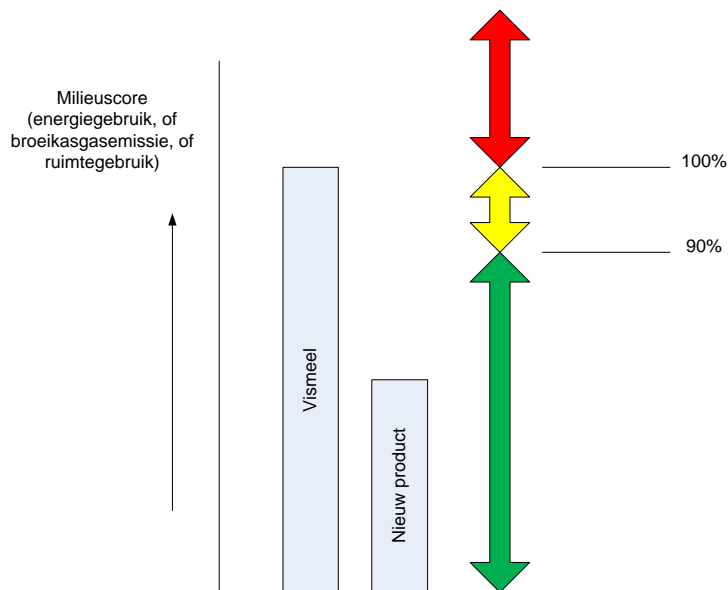 Milieuscore
(energiegebruik, of
broeikasgasemissie, of
ruimtegebruik)
100%
90%
Vismeel
Nieuw product